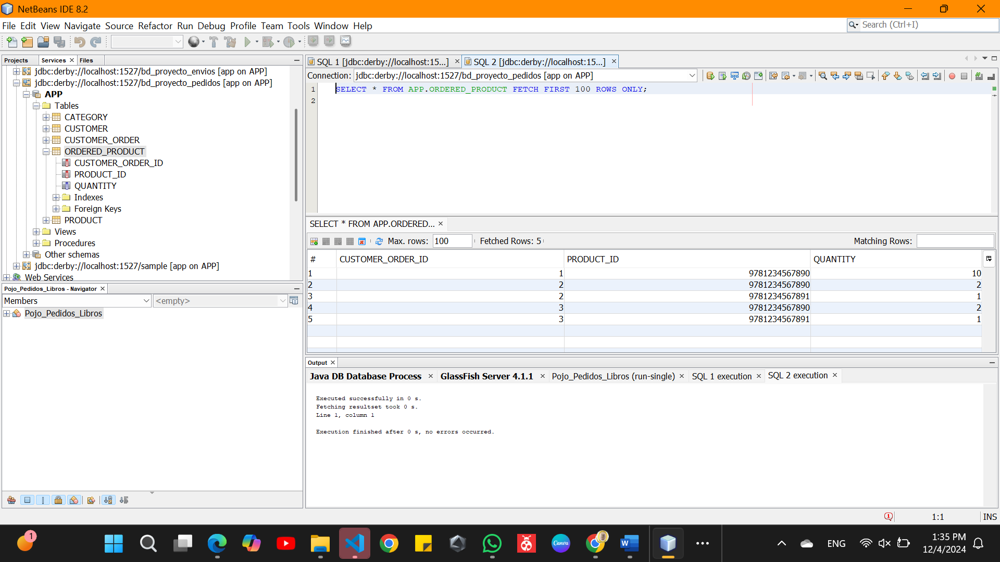 NetBeans IDE 8.2
File Edit View Navigate Source Refactor Run Debug Profile Team Tools Window Help
Search (Ctrl+I)
Projects Services Files
jdbc:derby://localhost:1527/bd_proyecto_envios [app on APP]
jdbc:derby://localhost:1527/bd_proyecto_pedidos [app on APP]
APP
Tables
CATEGORY
CUSTOMER
CUSTOMER_ORDER
ORDERED_PRODUCT
CUSTOMER_ORDER_ID
PRODUCT_ID
QUANTITY
Indexes
Foreign Keys
PRODUCT
Views
Procedures
Other schemas
jdbc:derby://localhost:1527/sample [app on APP]
Web Services
Pojo_Pedidos_Libros - Navigator
Members <empty>
Pojo_Pedidos_Libros
SQL 1 [jdbc:derby://localhost:15...] SQL 2 [jdbc:derby://localhost:15...]
Connection: jdbc:derby://localhost:1527/bd_proyecto_pedidos [app on APP]
1 SELECT * FROM APP.ORDERED_PRODUCT FETCH FIRST 100 ROWS ONLY;
2
SELECT * FROM APP.ORDERED...
Max. rows: 100 Fetched Rows: 5 Matching Rows:
# CUSTOMER_ORDER_ID PRODUCT_ID QUANTITY
1 1 9781234567890 10
2 2 9781234567890 2
3 2 9781234567891 1
4 3 9781234567890 2
5 3 9781234567891 1
Output
Java DB Database Process GlassFish Server 4.1.1 Pojo_Pedidos_Libros (run-single) SQL 1 execution SQL 2 execution
Executed successfully in 0 s.
Fetching resultset took 0 s.
Line 1, column 1
Execution finished after 0 s, no errors occurred.
1 1:1 INS
1
Canva
W
ENG
1:35 PM
12/4/2024